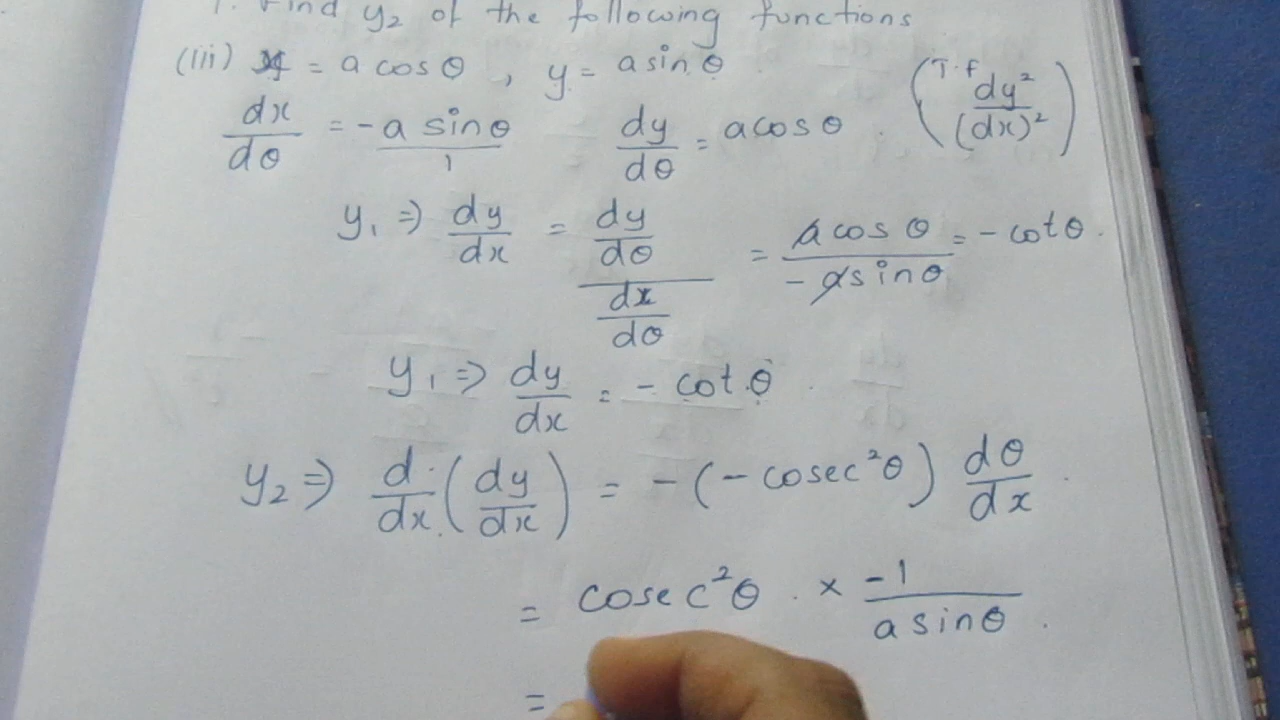 1. Find y₂ of the following functions
(iii) x = a cos θ , y = a sin θ
(T.f dy²/(dx)²)
dx/dθ = -a sinθ/1   dy/dθ = a cos θ
y₁ ⇒ dy/dx = (dy/dθ)/(dx/dθ) = a cos θ/-a sin θ = - cot θ.
y₁ ⇒ dy/dx = - cot θ
y₂ ⇒ d/dx (dy/dx) = - (- cosec²θ) dθ/dx.
= cosec²θ . × -1/a sin θ.
=